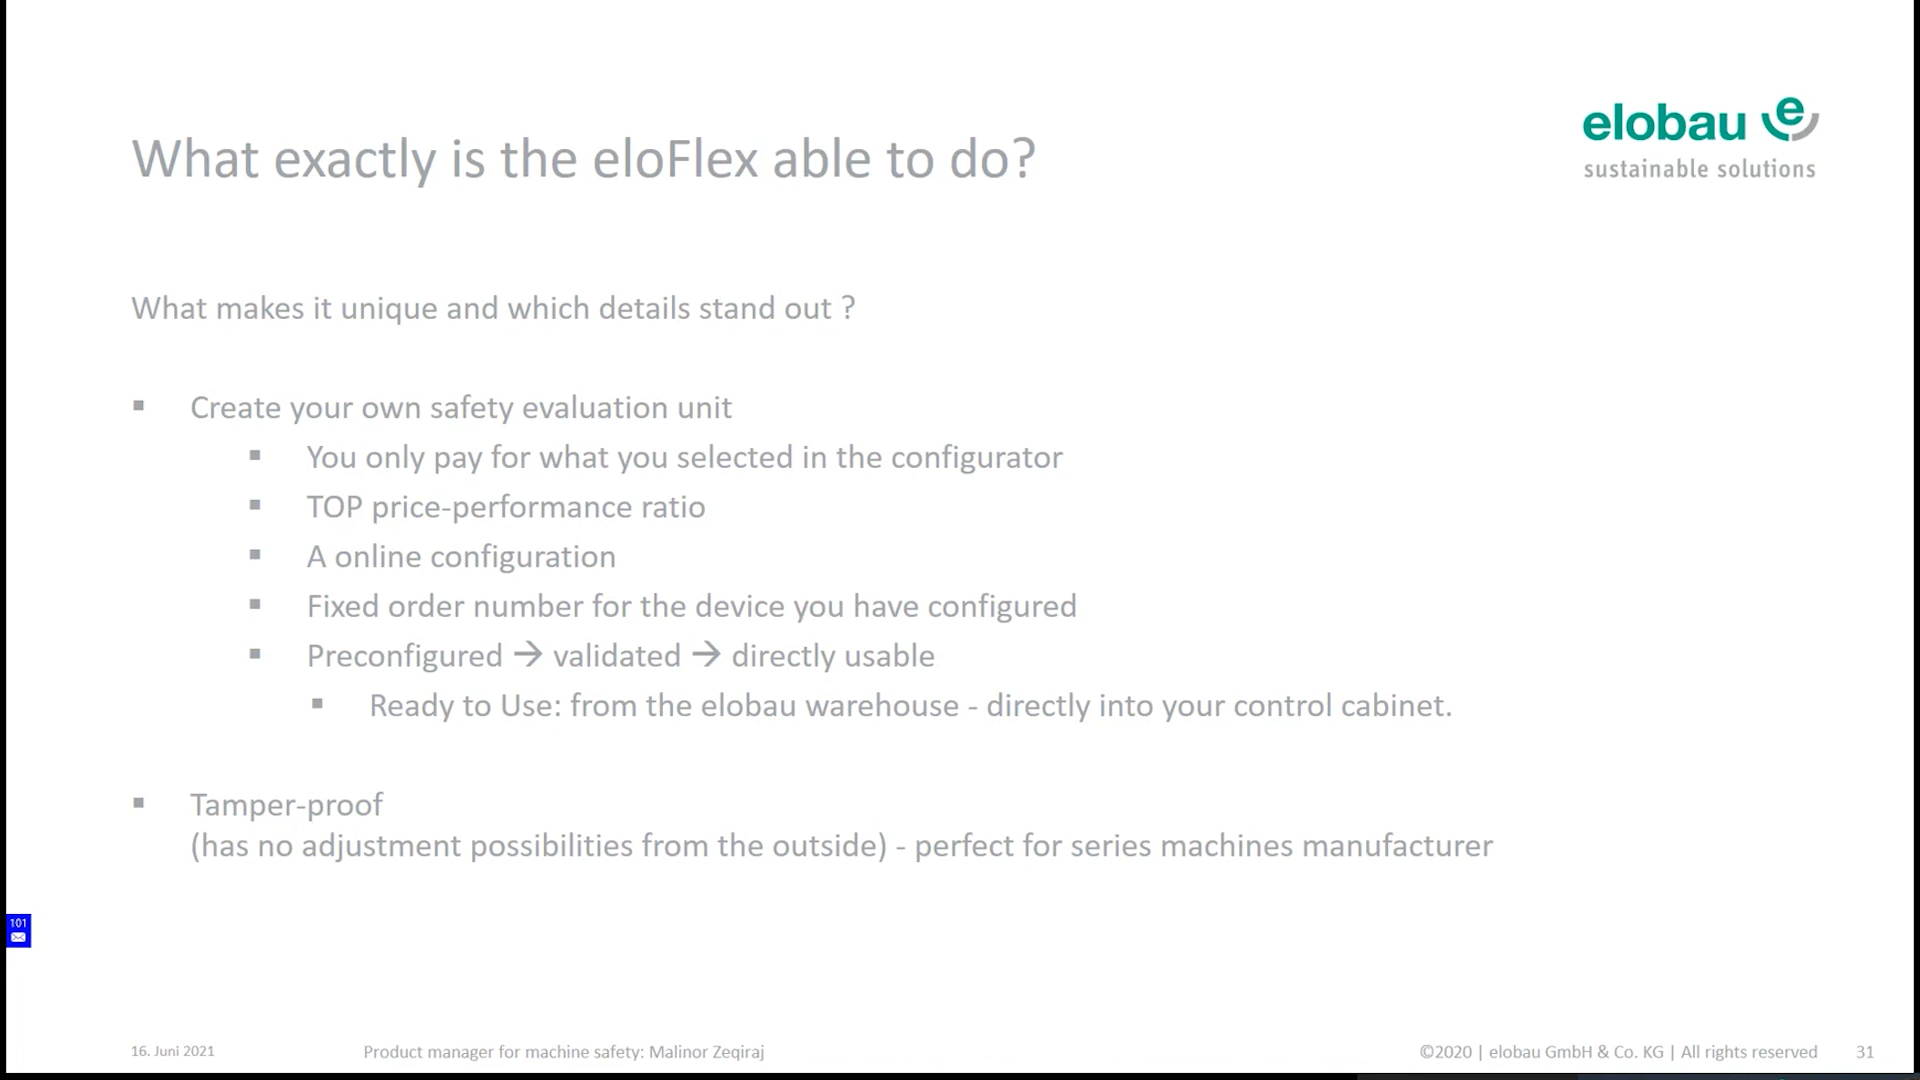 elobau e
sustainable solutions
What exactly is the eloFlex able to do?
What makes it unique and which details stand out ?
▪ Create your own safety evaluation unit
▪ You only pay for what you selected in the configurator
▪ TOP price-performance ratio
▪ A online configuration
▪ Fixed order number for the device you have configured
▪ Preconfigured → validated → directly usable
▪ Ready to Use: from the elobau warehouse - directly into your control cabinet.
▪ Tamper-proof
(has no adjustment possibilities from the outside) - perfect for series machines manufacturer
101
16. Juni 2021 Product manager for machine safety: Malinor Zeqiraj ©2020 | elobau GmbH & Co. KG | All rights reserved 31